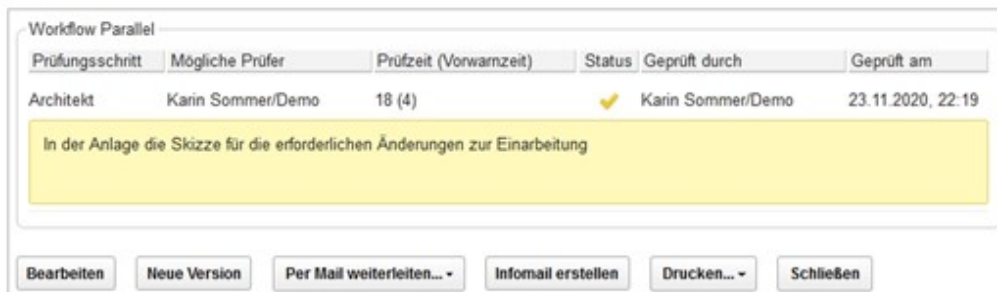 Workflow Parallel
Prüfungsschritt Mögliche Prüfer Prüfzeit (Vorwarnzeit) Status Geprüft durch Geprüft am
Architekt Karin Sommer/Demo 18 (4) Karin Sommer/Demo 23.11.2020, 22:19
In der Anlage die Skizze für die erforderlichen Änderungen zur Einarbeitung
Bearbeiten Neue Version Per Mail weiterleiten... Infomail erstellen Drucken... Schließen